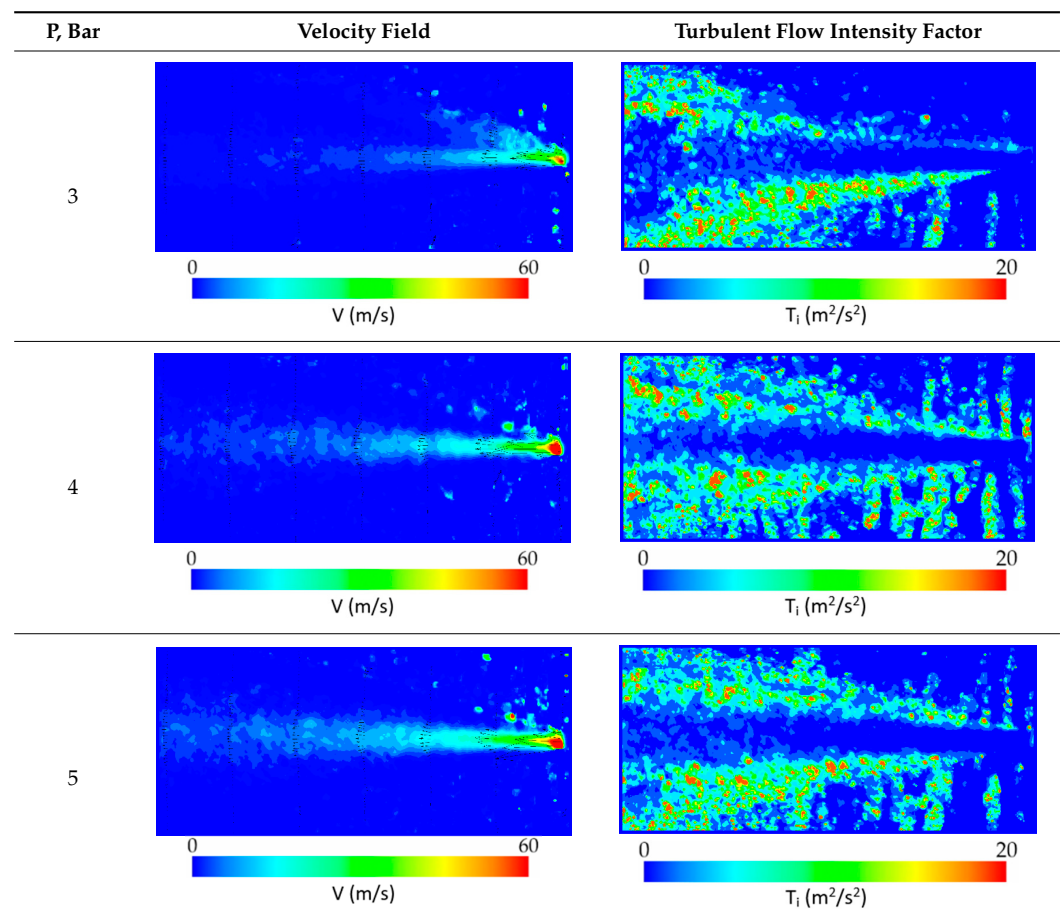 P, Bar Velocity Field Turbulent Flow Intensity Factor
3
0 60
V (m/s)
0 20
Tᵢ (m²/s²)
4
0 60
V (m/s)
0 20
Tᵢ (m²/s²)
5
0 60
V (m/s)
0 20
Tᵢ (m²/s²)